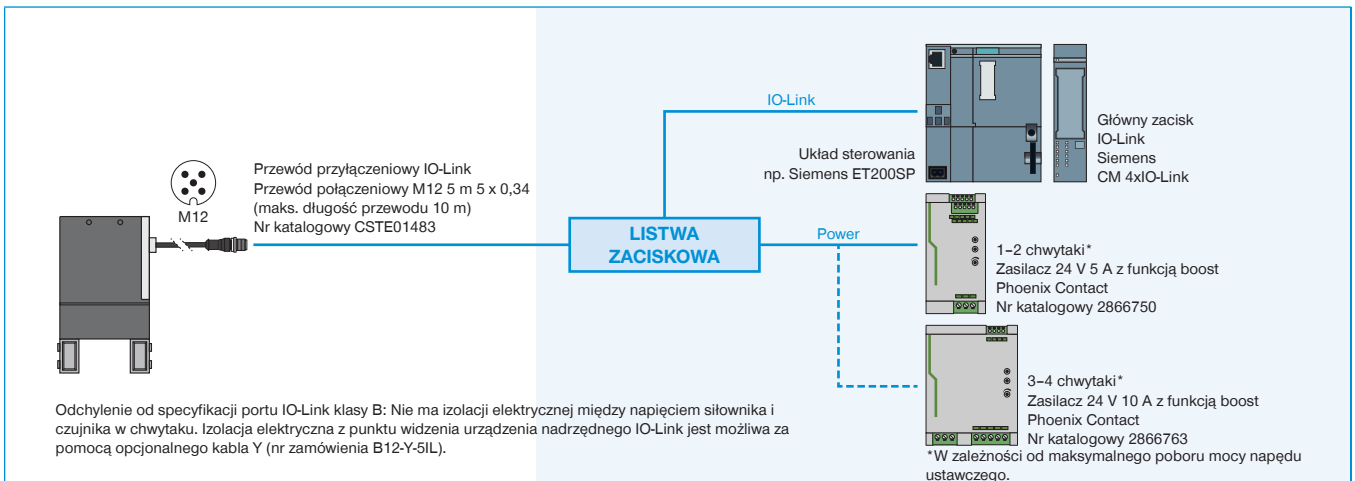 IO-Link
Główny zacisk
IO-Link
Siemens
CM 4xIO-Link
Układ sterowania
np. Siemens ET200SP
M12
Przewód przyłączeniowy IO-Link
Przewód połączeniowy M12 5 m 5 x 0,34
(maks. długość przewodu 10 m)
Nr katalogowy CSTE01483
LISTWA
ZACISKOWA
Power
1–2 chwytaki*
Zasilacz 24 V 5 A z funkcją boost
Phoenix Contact
Nr katalogowy 2866750
3–4 chwytaki*
Zasilacz 24 V 10 A z funkcją boost
Phoenix Contact
Nr katalogowy 2866763
*W zależności od maksymalnego poboru mocy napędu
ustawczego.
Odchylenie od specyfikacji portu IO-Link klasy B: Nie ma izolacji elektrycznej między napięciem siłownika i
czujnika w chwytaku. Izolacja elektryczna z punktu widzenia urządzenia nadrzędnego IO-Link jest możliwa za
pomocą opcjonalnego kabla Y (nr zamówienia B12-Y-5IL).